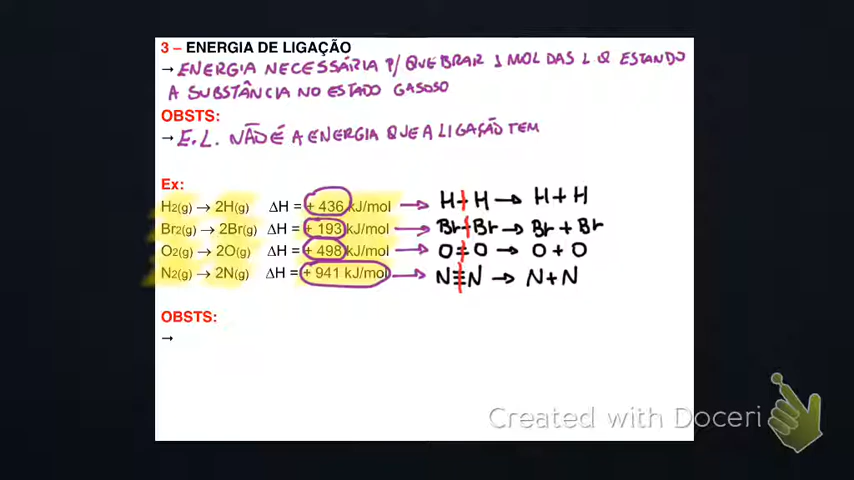 3 – ENERGIA DE LIGAÇÃO
→ ENERGIA NECESSÁRIA P/ QUEBRAR 1 MOL DAS L Q ESTANDO
A SUBSTÂNCIA NO ESTADO GASOSO
OBSTS:
→ E.L. NÃO É A ENERGIA QUE A LIGAÇÃO TEM
Ex:
H2(g) → 2H(g) ΔH = + 436 kJ/mol → H–H → H + H
Br2(g) → 2Br(g) ΔH = + 193 kJ/mol → Br–Br → Br + Br
O2(g) → 2O(g) ΔH = + 498 kJ/mol → O=O → O + O
N2(g) → 2N(g) ΔH = + 941 kJ/mol → N≡N → N + N
OBSTS:
→
Created with Doceri